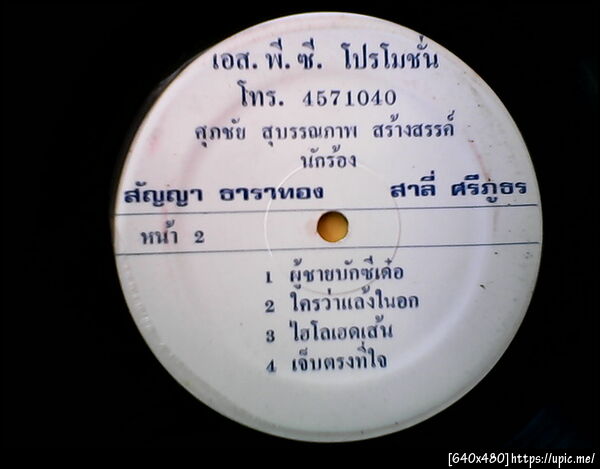 เอส. พี. ซี. โปรโมชั่น
โทร. 4571040
ศุภชัย สุบรรณภาพ สร้างสรรค์
นักร้อง
สัญญา ธาราทอง สาลี่ ศรีภูธร
หน้า 2
1 ผู้ชายบักซีเด๋อ
2 ใครว่าแล้งในอก
3 ไฮโลเฮดเส้น
4 เจ็บตรงที่ใจ
[640x480]https://upic.me/